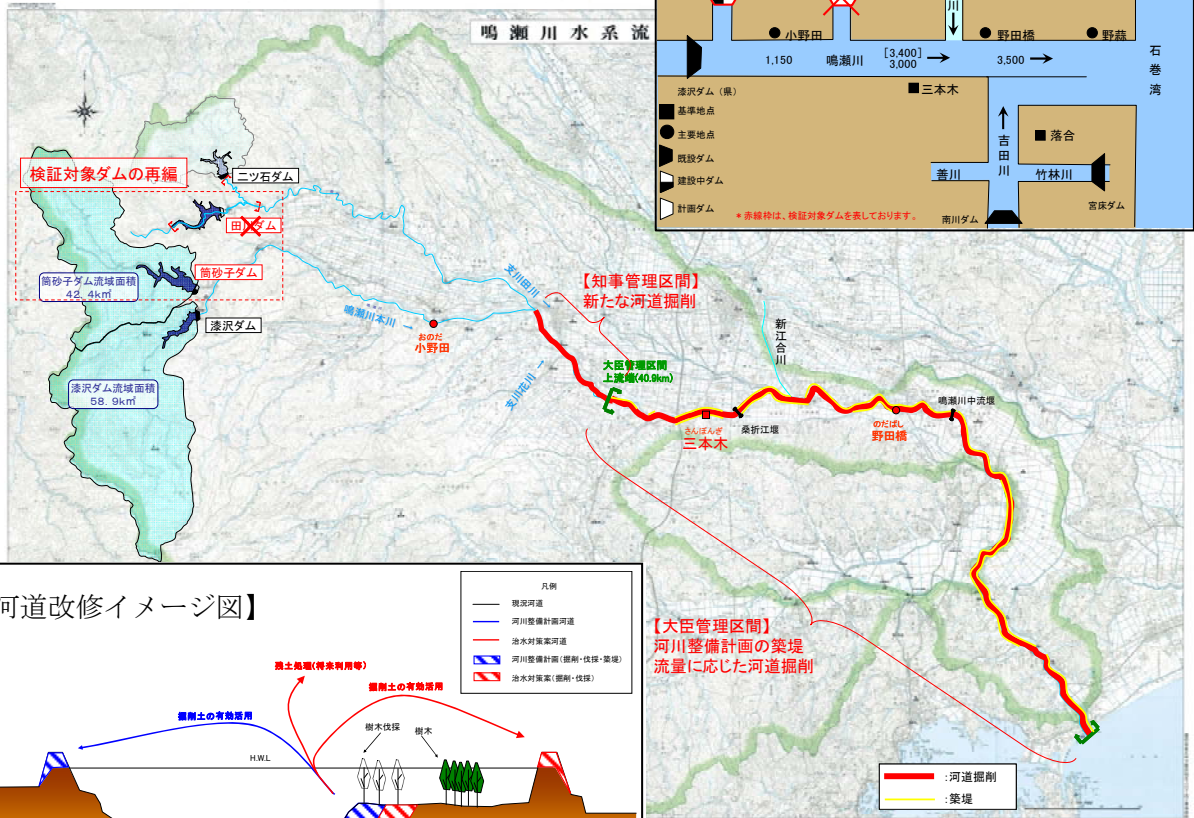 鳴瀬川水系流
川
小野田
野田橋
野蒜
1,150
鳴瀬川
[3,400]
3,000
3,500
石巻湾
漆沢ダム（県）
三本木
基準地点
主要地点
既設ダム
建設中ダム
計画ダム
吉田川
落合
善川
竹林川
宮床ダム
南川ダム
＊赤線枠は、検証対象ダムを表しております。
検証対象ダムの再編
二ツ石ダム
筒砂子ダム
筒砂子ダム流域面積
42.4km²
漆沢ダム
漆沢ダム流域面積
58.9km²
支川田川
鳴瀬川本川
支川花川
おのだ
小野田
【知事管理区間】
新たな河道掘削
大臣管理区間
上流端(40.9km)
新江合川
さんぼんぎ
三本木
桑折江堰
のだばし
野田橋
鳴瀬川中流堰
【大臣管理区間】
河川整備計画の築堤
流量に応じた河道掘削
:河道掘削
:築堤
河道改修イメージ図】
凡例
現況河道
河川整備計画河道
治水対策案河道
河川整備計画(掘削・伐採・築堤)
治水対策案(掘削・伐採)
残土処理(将来利用等)
掘削土の有効活用
掘削土の有効活用
樹木伐採
樹木
H.W.L